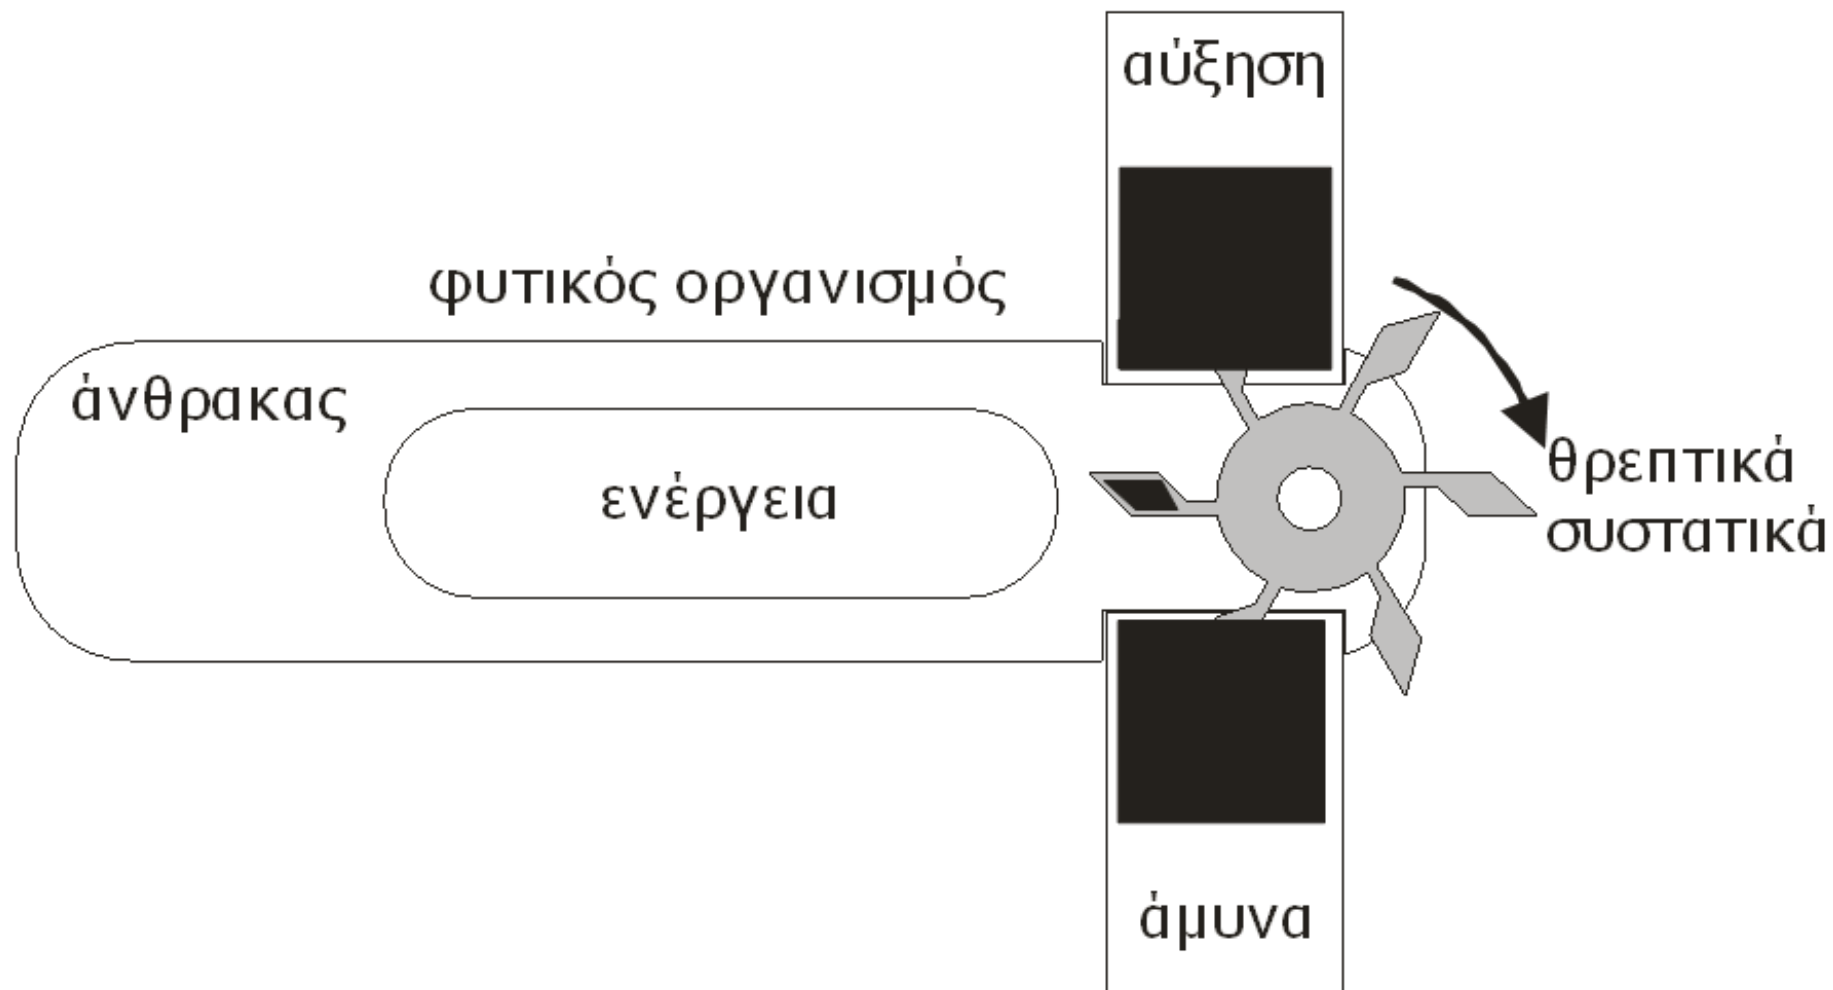 αύξηση
φυτικός οργανισμός
άνθρακας
ενέργεια
θρεπτικά
συστατικά
άμυνα